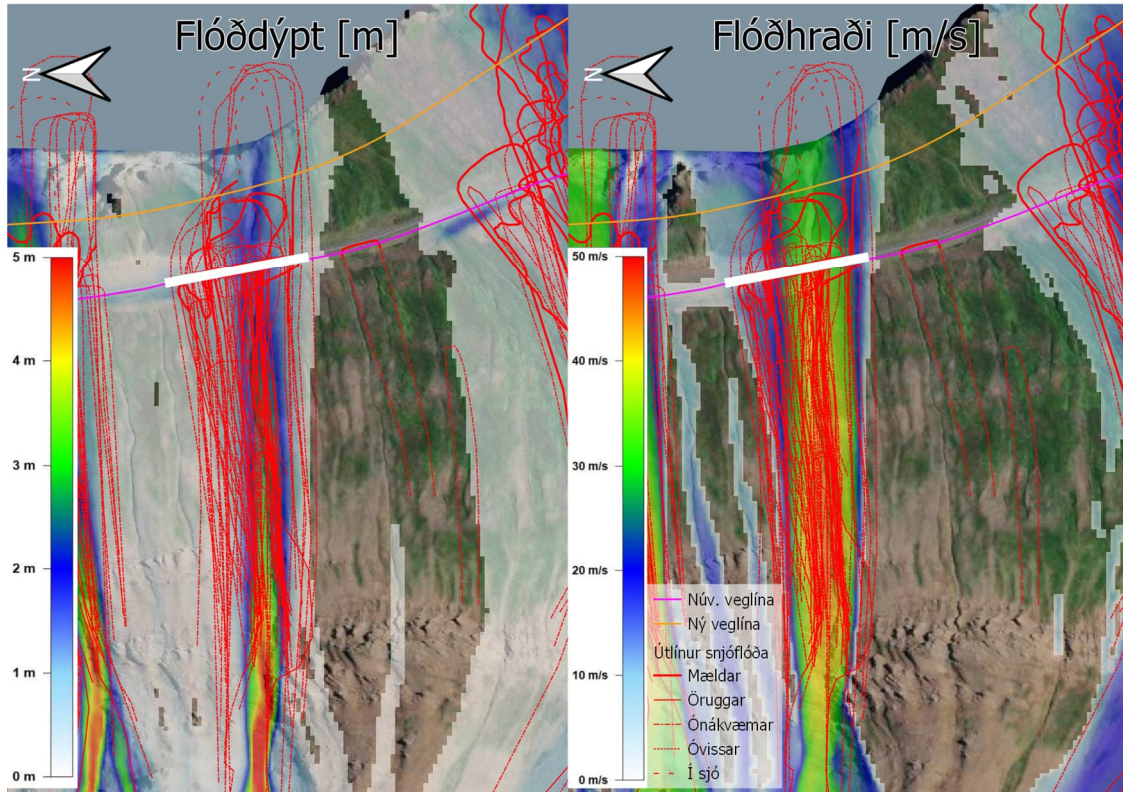 Flóðdýpt [m]
N
5 m
4 m
3 m
2 m
1 m
0 m
Flóðhraði [m/s]
N
50 m/s
40 m/s
30 m/s
20 m/s
10 m/s
0 m/s
Núv. veglína
Ný veglína
Útlínur snjóflóða
Mældar
Öruggar
Ónákvæmar
Óvissar
Í sjó